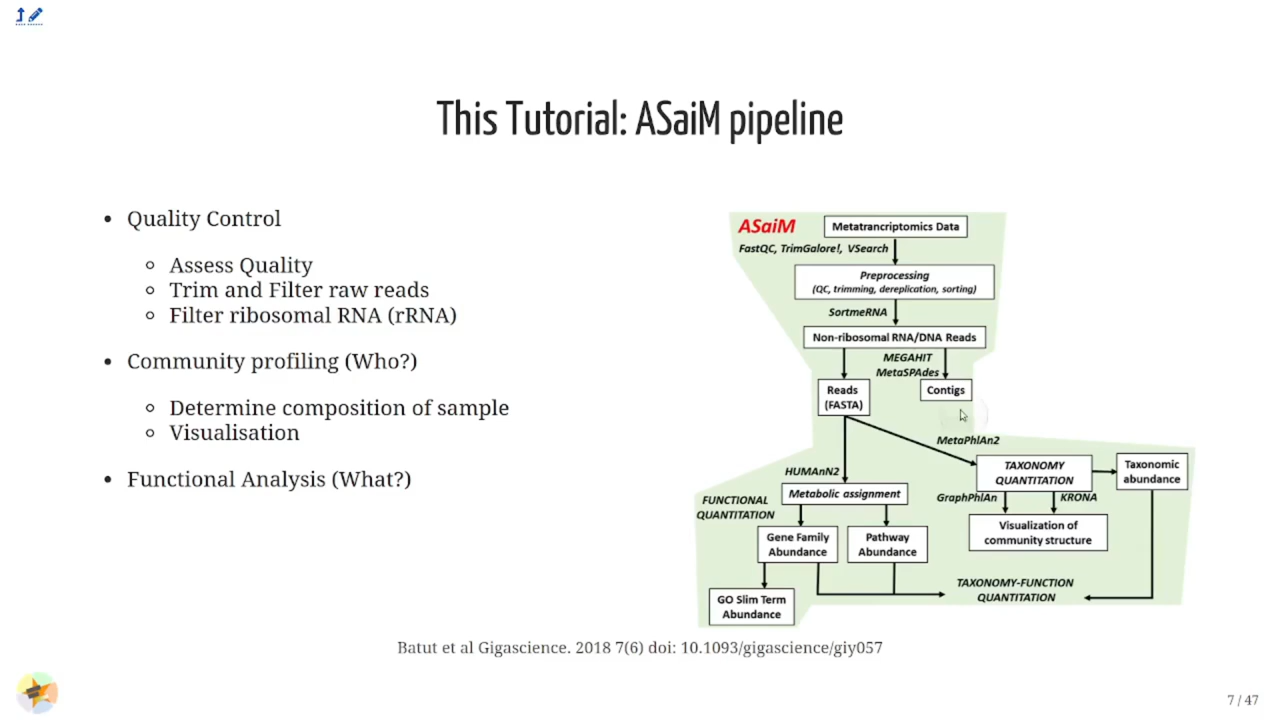 This Tutorial: ASaiM pipeline
Quality Control
Assess Quality
Trim and Filter raw reads
Filter ribosomal RNA (rRNA)
Community profiling (Who?)
Determine composition of sample
Visualisation
Functional Analysis (What?)
ASaiM
Metatrancriptomics Data
FastQC, TrimGalore!, VSearch
Preprocessing
(QC, trimming, dereplication, sorting)
SortmeRNA
Non-ribosomal RNA/DNA Reads
MEGAHIT
MetaSPAdes
Reads
(FASTA)
Contigs
MetaPhlAn2
HUMAnN2
TAXONOMY
QUANTITATION
Taxonomic
abundance
Metabolic assignment
FUNCTIONAL
QUANTITATION
GraphPhlAn
KRONA
Gene Family
Abundance
Pathway
Abundance
Visualization of
community structure
GO Slim Term
Abundance
TAXONOMY-FUNCTION
QUANTITATION
Batut et al Gigascience. 2018 7(6) doi: 10.1093/gigascience/giy057
7 / 47